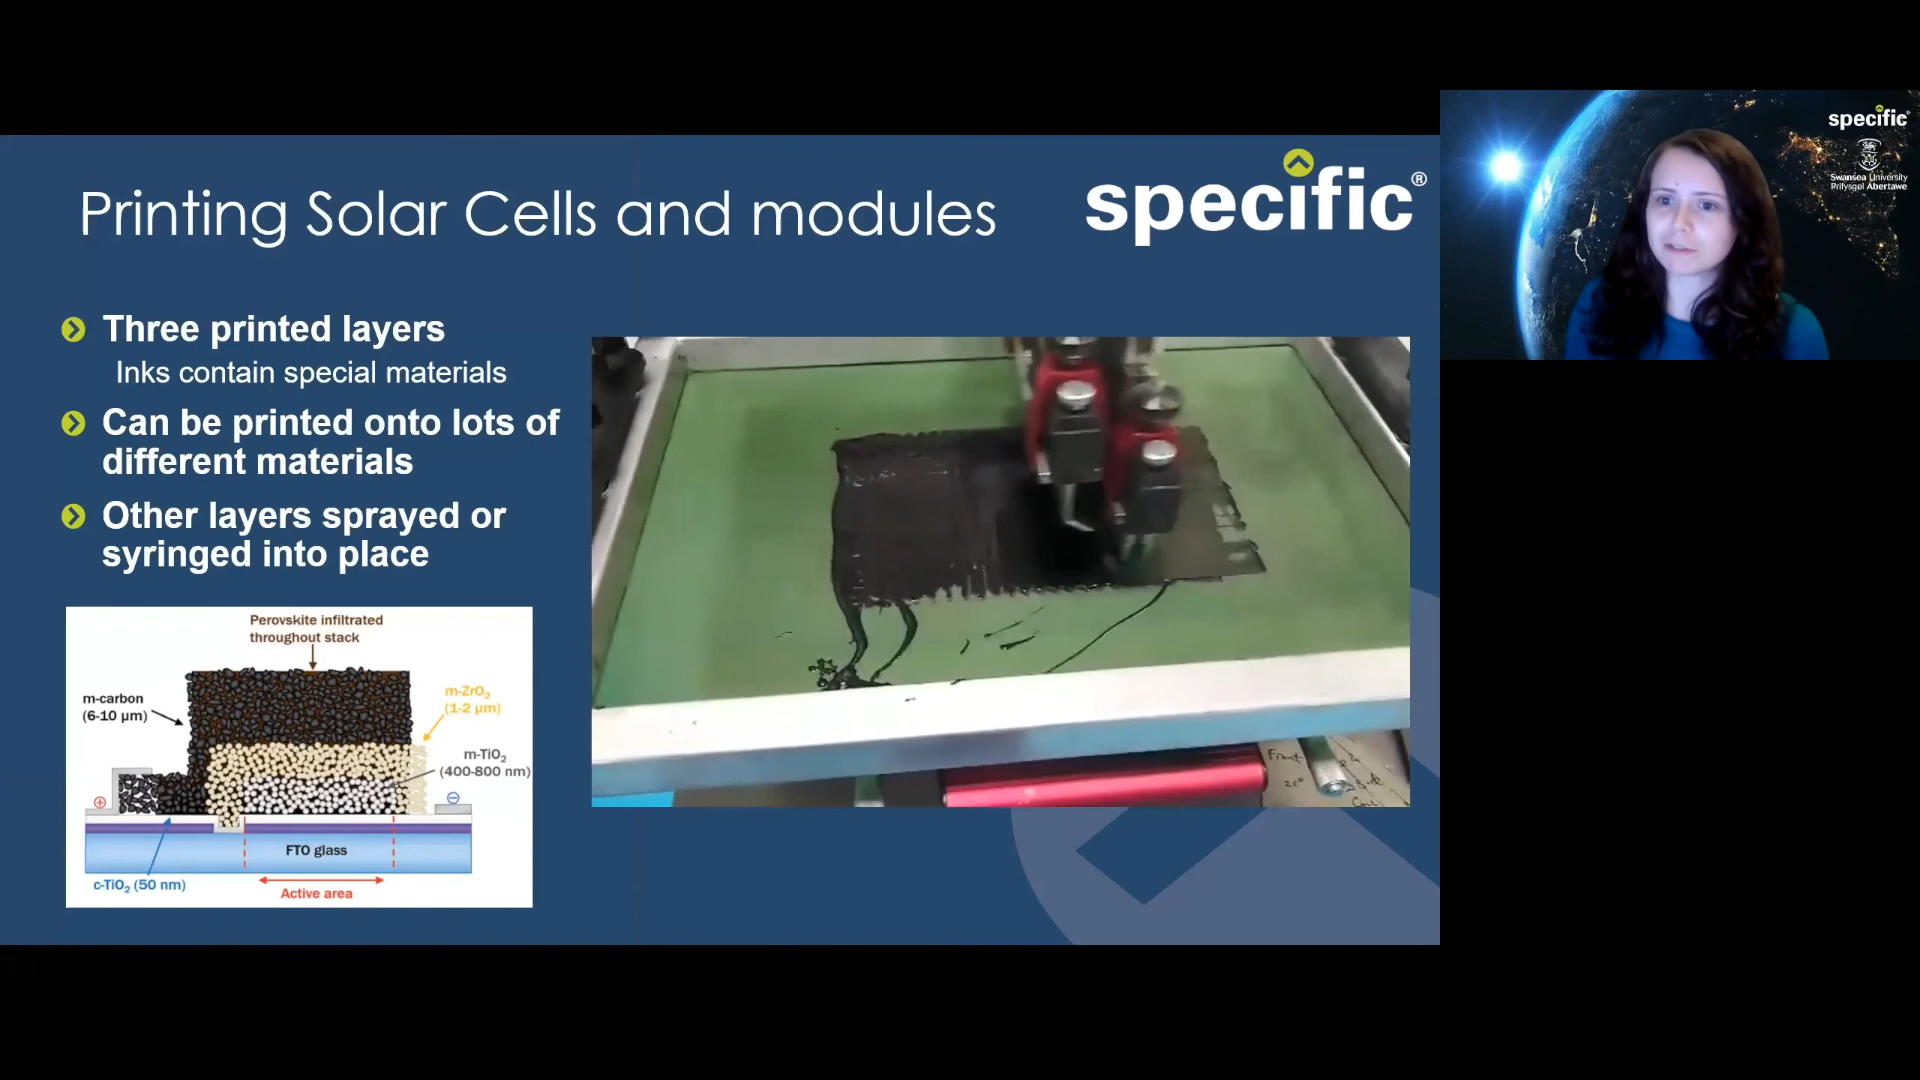 Printing Solar Cells and modules
specific®
Three printed layers
Inks contain special materials
Can be printed onto lots of
different materials
Other layers sprayed or
syringed into place
Perovskite infiltrated
throughout stack
m-carbon
(6-10 µm)
m-ZrO₂
(1-2 µm)
m-TiO₂
(400-800 nm)
FTO glass
c-TiO₂ (50 nm)
Active area
specific®
Swansea University
Prifysgol Abertawe